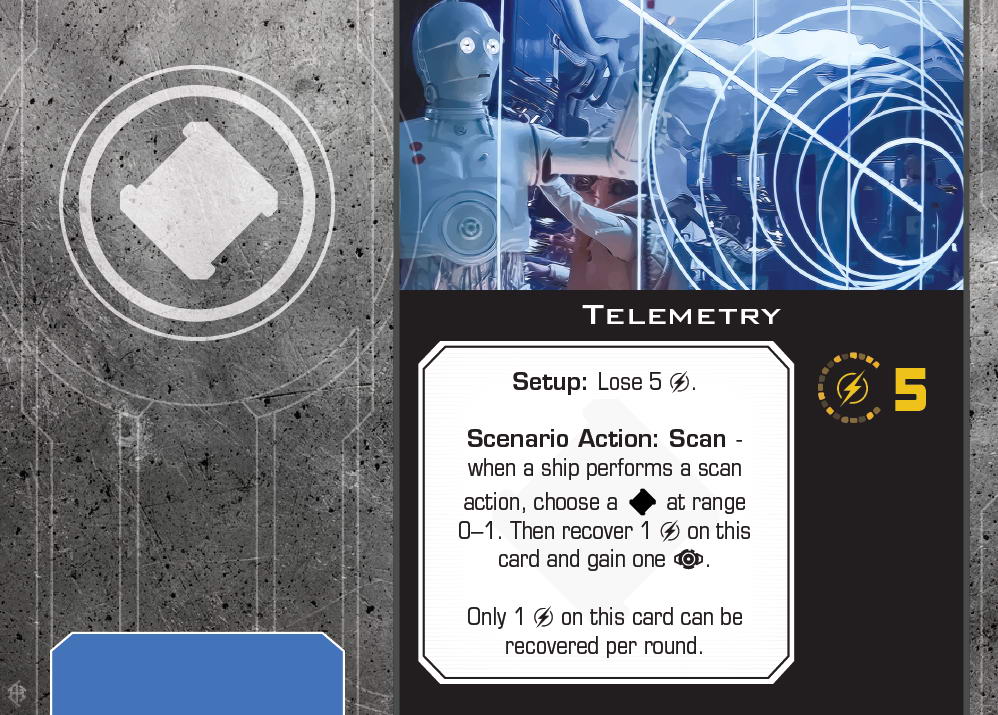 TELEMETRY
5
Setup: Lose 5 .
Scenario Action: Scan -
when a ship performs a scan
action, choose a at range
0–1. Then recover 1 on this
card and gain one .
Only 1 on this card can be
recovered per round.